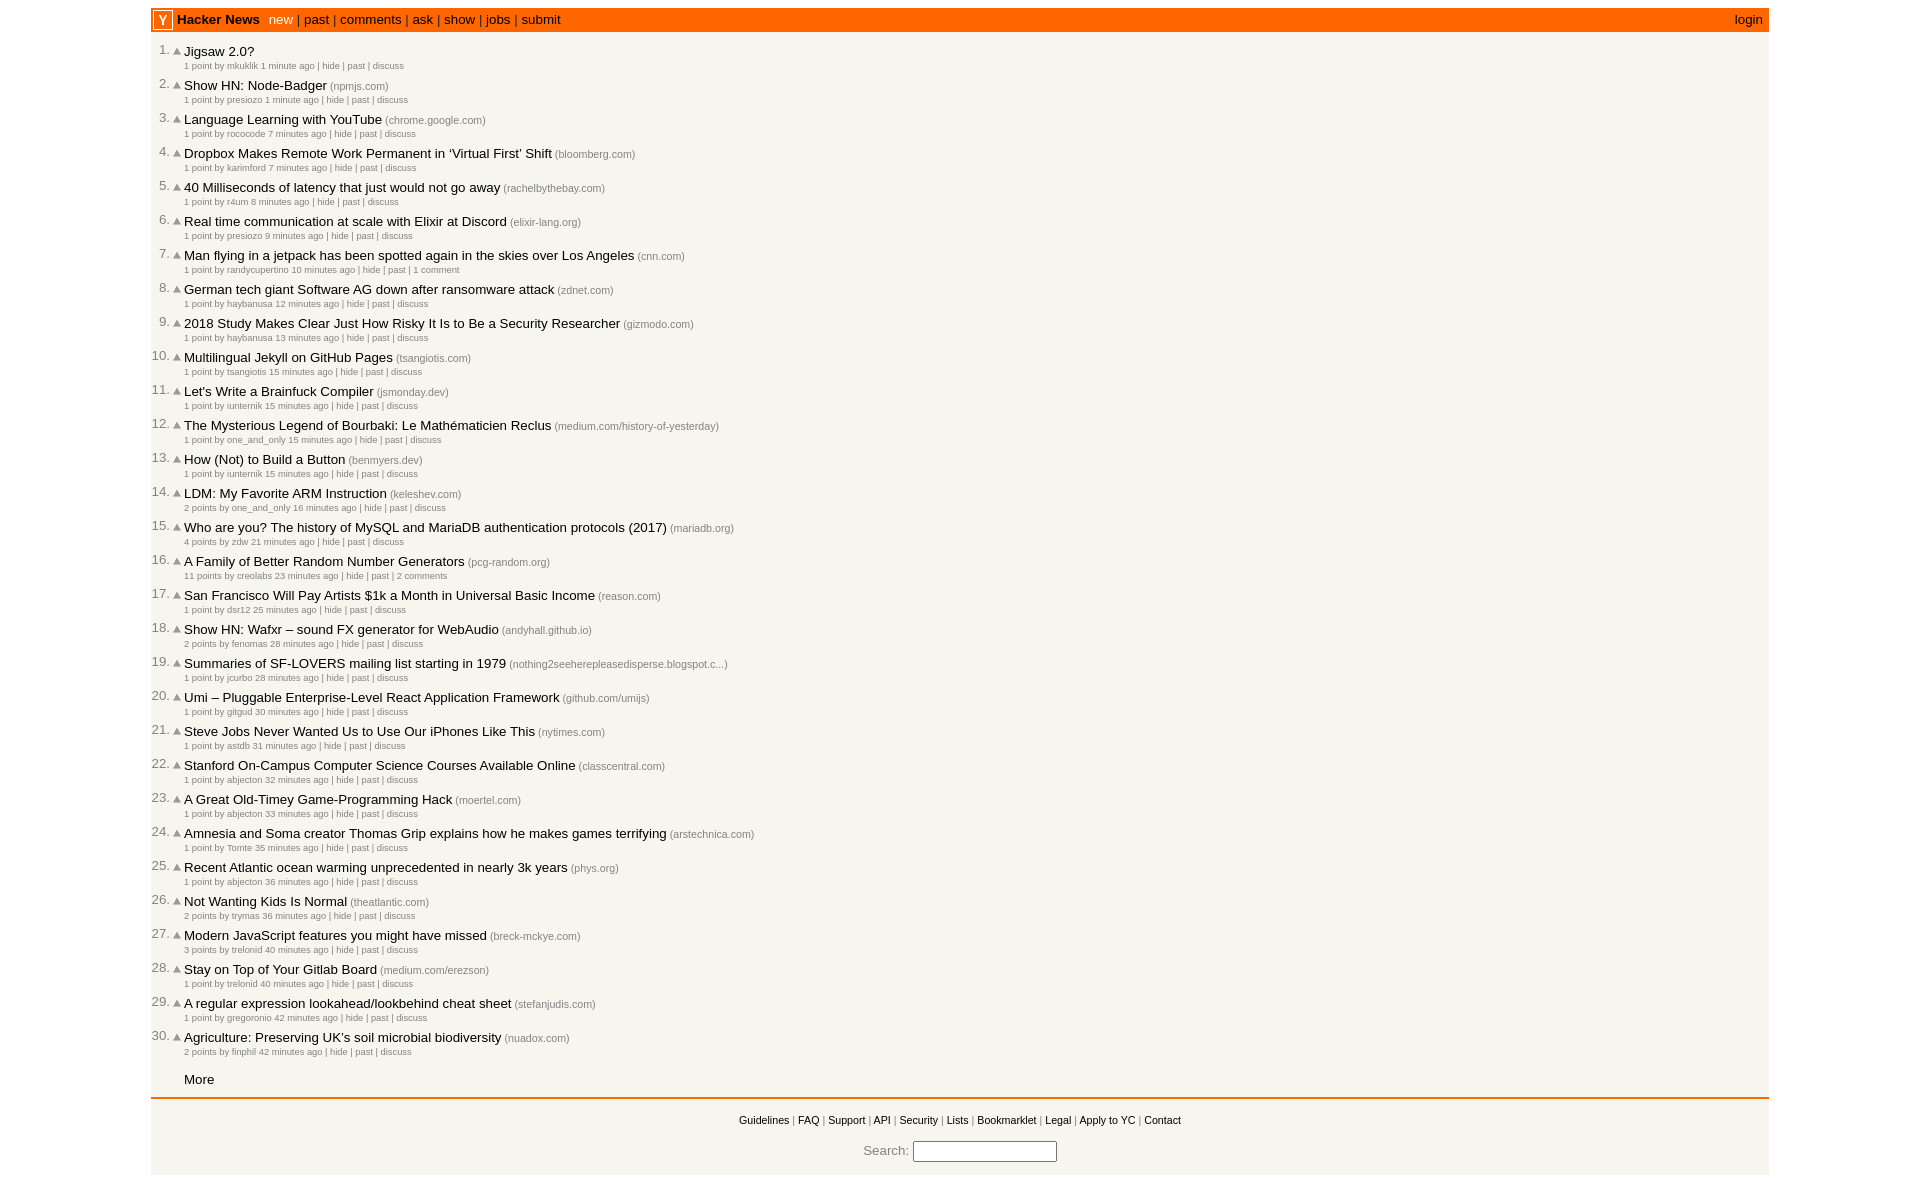 Y Hacker News new | past | comments | ask | show | jobs | submit login
1. Jigsaw 2.0?
1 point by mkuklik 1 minute ago | hide | past | discuss
2. Show HN: Node-Badger (npmjs.com)
1 point by presiozo 1 minute ago | hide | past | discuss
3. Language Learning with YouTube (chrome.google.com)
1 point by rococode 7 minutes ago | hide | past | discuss
4. Dropbox Makes Remote Work Permanent in ‘Virtual First’ Shift (bloomberg.com)
1 point by karimford 7 minutes ago | hide | past | discuss
5. 40 Milliseconds of latency that just would not go away (rachelbythebay.com)
1 point by r4um 8 minutes ago | hide | past | discuss
6. Real time communication at scale with Elixir at Discord (elixir-lang.org)
1 point by presiozo 9 minutes ago | hide | past | discuss
7. Man flying in a jetpack has been spotted again in the skies over Los Angeles (cnn.com)
1 point by randycupertino 10 minutes ago | hide | past | 1 comment
8. German tech giant Software AG down after ransomware attack (zdnet.com)
1 point by haybanusa 12 minutes ago | hide | past | discuss
9. 2018 Study Makes Clear Just How Risky It Is to Be a Security Researcher (gizmodo.com)
1 point by haybanusa 13 minutes ago | hide | past | discuss
10. Multilingual Jekyll on GitHub Pages (tsangiotis.com)
1 point by tsangiotis 15 minutes ago | hide | past | discuss
11. Let's Write a Brainfuck Compiler (jsmonday.dev)
1 point by iunternik 15 minutes ago | hide | past | discuss
12. The Mysterious Legend of Bourbaki: Le Mathématicien Reclus (medium.com/history-of-yesterday)
1 point by one_and_only 15 minutes ago | hide | past | discuss
13. How (Not) to Build a Button (benmyers.dev)
1 point by iunternik 15 minutes ago | hide | past | discuss
14. LDM: My Favorite ARM Instruction (keleshev.com)
2 points by one_and_only 16 minutes ago | hide | past | discuss
15. Who are you? The history of MySQL and MariaDB authentication protocols (2017) (mariadb.org)
4 points by zdw 21 minutes ago | hide | past | discuss
16. A Family of Better Random Number Generators (pcg-random.org)
11 points by creolabs 23 minutes ago | hide | past | 2 comments
17. San Francisco Will Pay Artists $1k a Month in Universal Basic Income (reason.com)
1 point by dsr12 25 minutes ago | hide | past | discuss
18. Show HN: Wafxr – sound FX generator for WebAudio (andyhall.github.io)
2 points by fenomas 28 minutes ago | hide | past | discuss
19. Summaries of SF-LOVERS mailing list starting in 1979 (nothing2seeherepleasedisperse.blogspot.c...)
1 point by jcurbo 28 minutes ago | hide | past | discuss
20. Umi – Pluggable Enterprise-Level React Application Framework (github.com/umijs)
1 point by gitgud 30 minutes ago | hide | past | discuss
21. Steve Jobs Never Wanted Us to Use Our iPhones Like This (nytimes.com)
1 point by astdb 31 minutes ago | hide | past | discuss
22. Stanford On-Campus Computer Science Courses Available Online (classcentral.com)
1 point by abjecton 32 minutes ago | hide | past | discuss
23. A Great Old-Timey Game-Programming Hack (moertel.com)
1 point by abjecton 33 minutes ago | hide | past | discuss
24. Amnesia and Soma creator Thomas Grip explains how he makes games terrifying (arstechnica.com)
1 point by Tomte 35 minutes ago | hide | past | discuss
25. Recent Atlantic ocean warming unprecedented in nearly 3k years (phys.org)
1 point by abjecton 36 minutes ago | hide | past | discuss
26. Not Wanting Kids Is Normal (theatlantic.com)
2 points by trymas 36 minutes ago | hide | past | discuss
27. Modern JavaScript features you might have missed (breck-mckye.com)
3 points by trelonid 40 minutes ago | hide | past | discuss
28. Stay on Top of Your Gitlab Board (medium.com/erezson)
1 point by trelonid 40 minutes ago | hide | past | discuss
29. A regular expression lookahead/lookbehind cheat sheet (stefanjudis.com)
1 point by gregoronio 42 minutes ago | hide | past | discuss
30. Agriculture: Preserving UK’s soil microbial biodiversity (nuadox.com)
2 points by finphil 42 minutes ago | hide | past | discuss
More
Guidelines | FAQ | Support | API | Security | Lists | Bookmarklet | Legal | Apply to YC | Contact
Search: